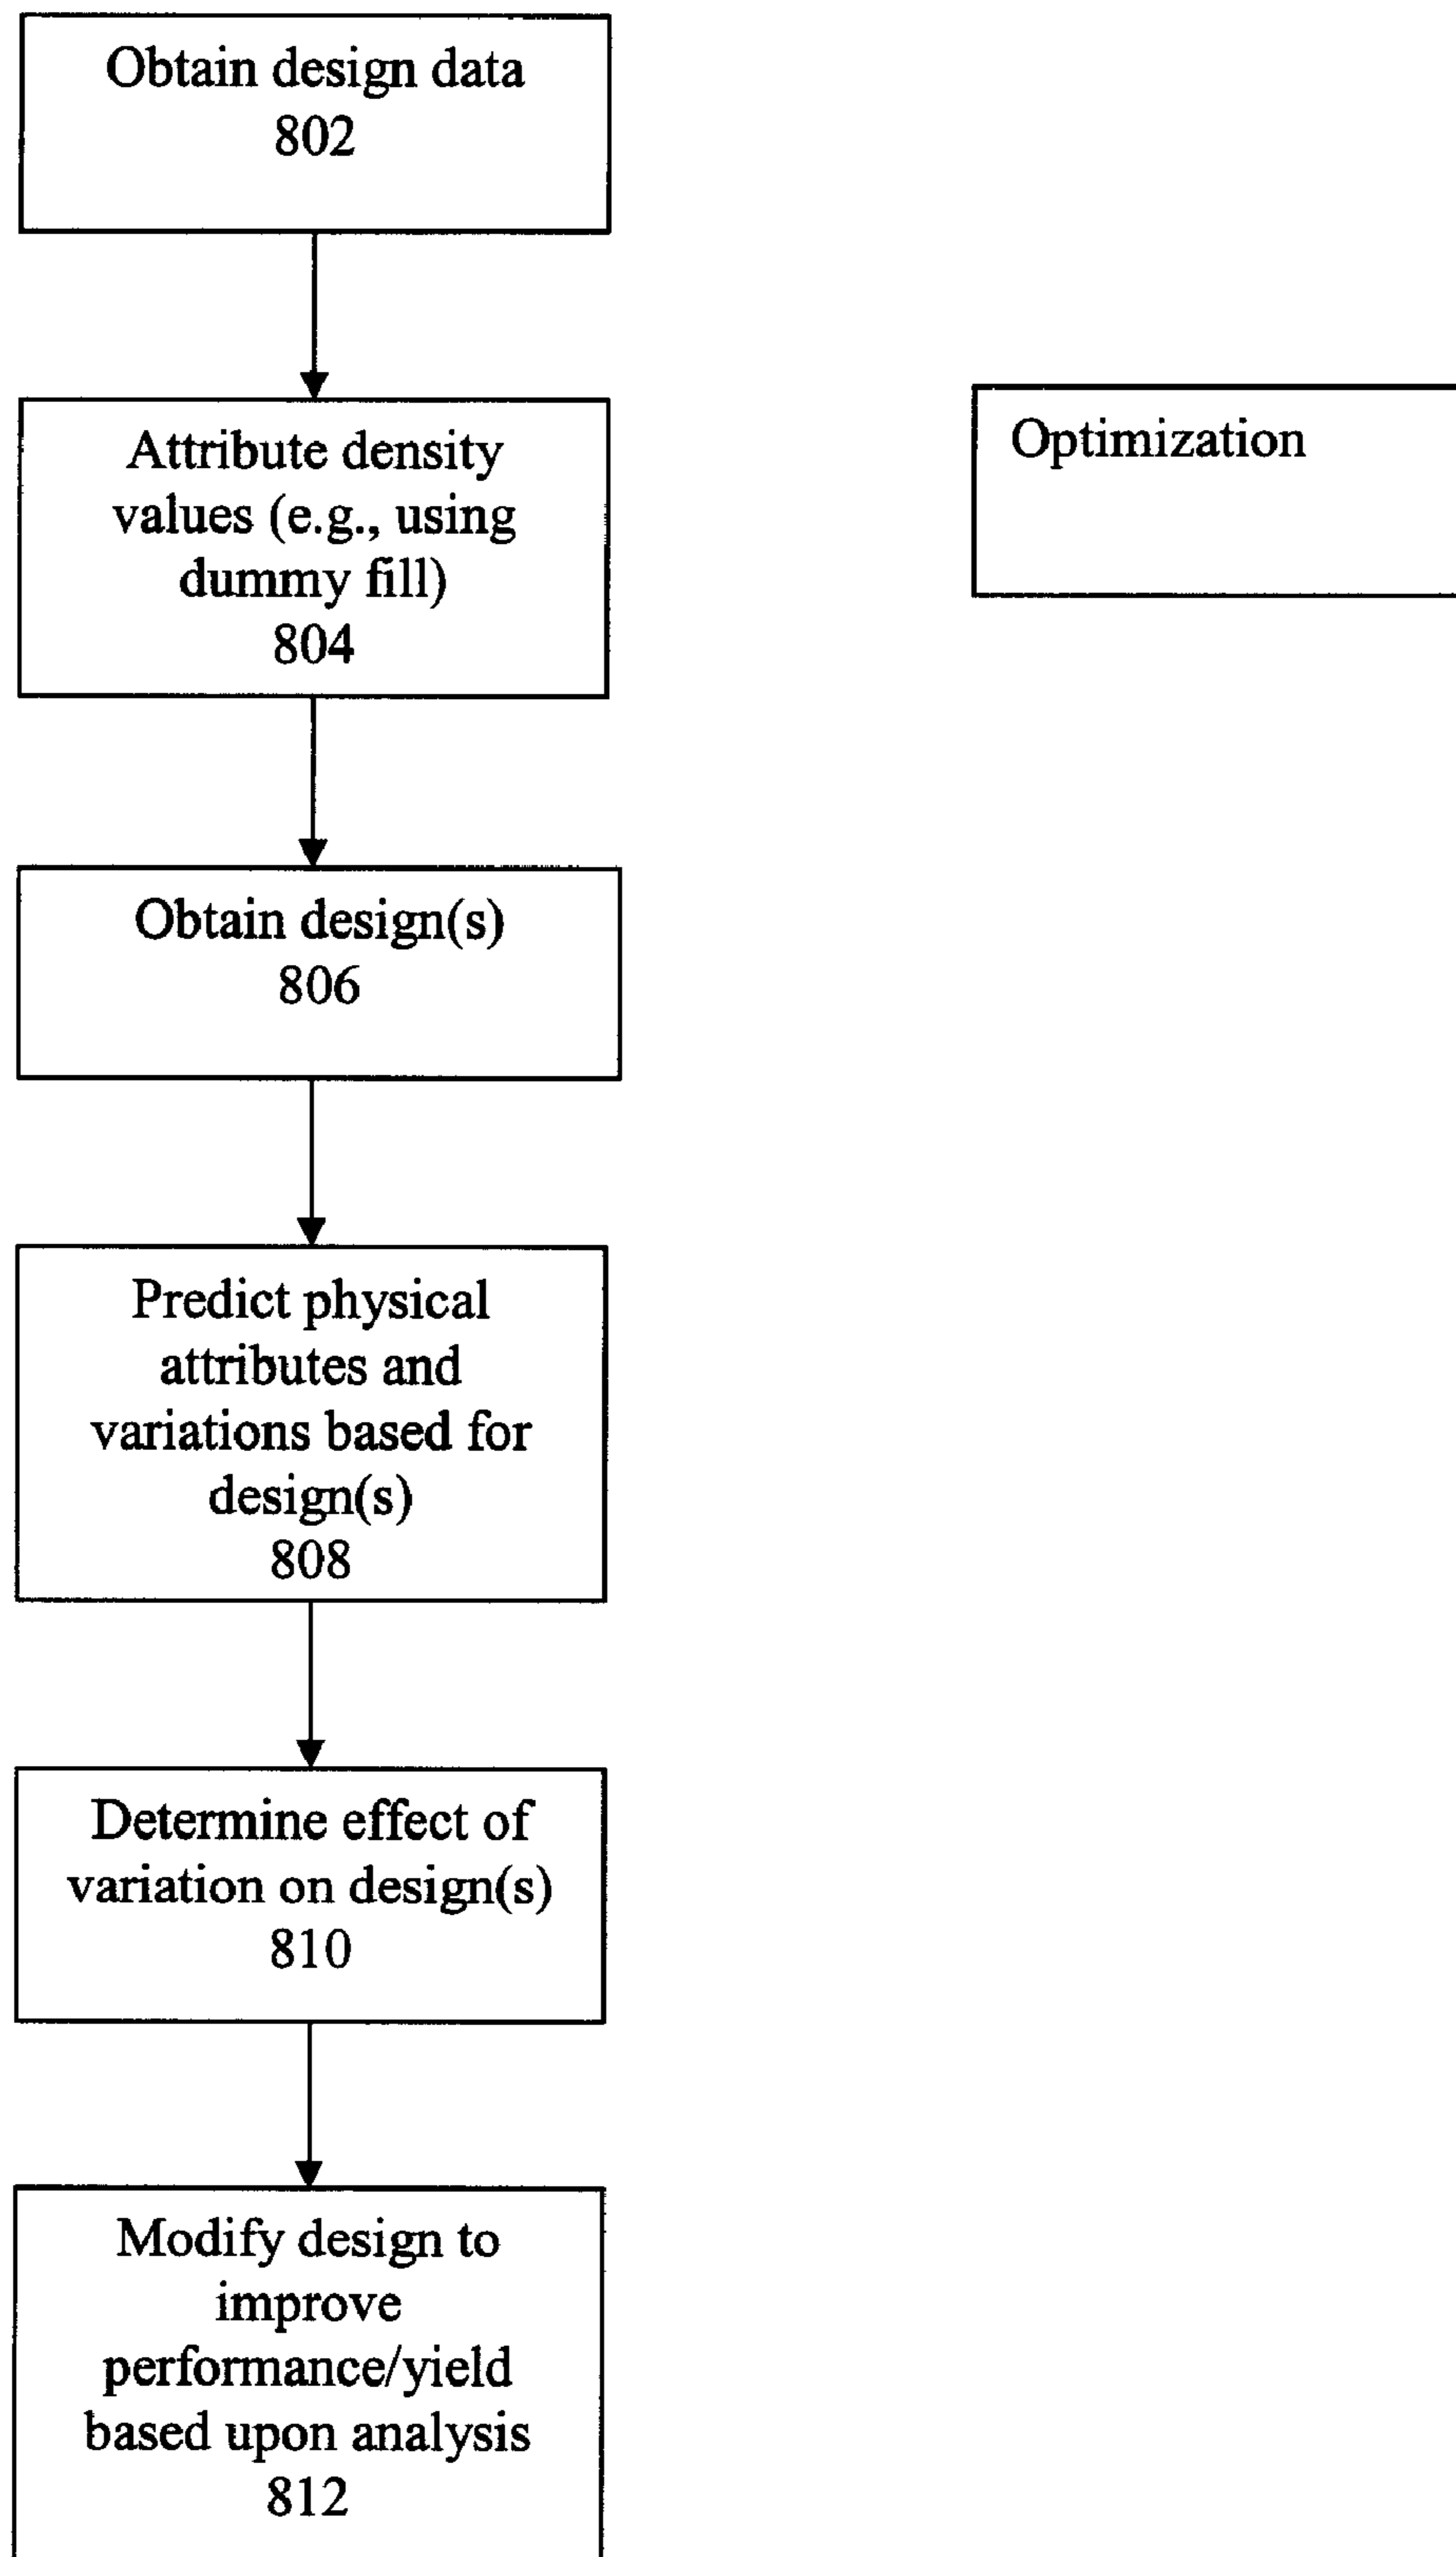 Obtain design data
802
Attribute density
values (e.g., using
dummy fill)
804
Optimization
Obtain design(s)
806
Predict physical
attributes and
variations based for
design(s)
808
Determine effect of
variation on design(s)
810
Modify design to
improve
performance/yield
based upon analysis
812